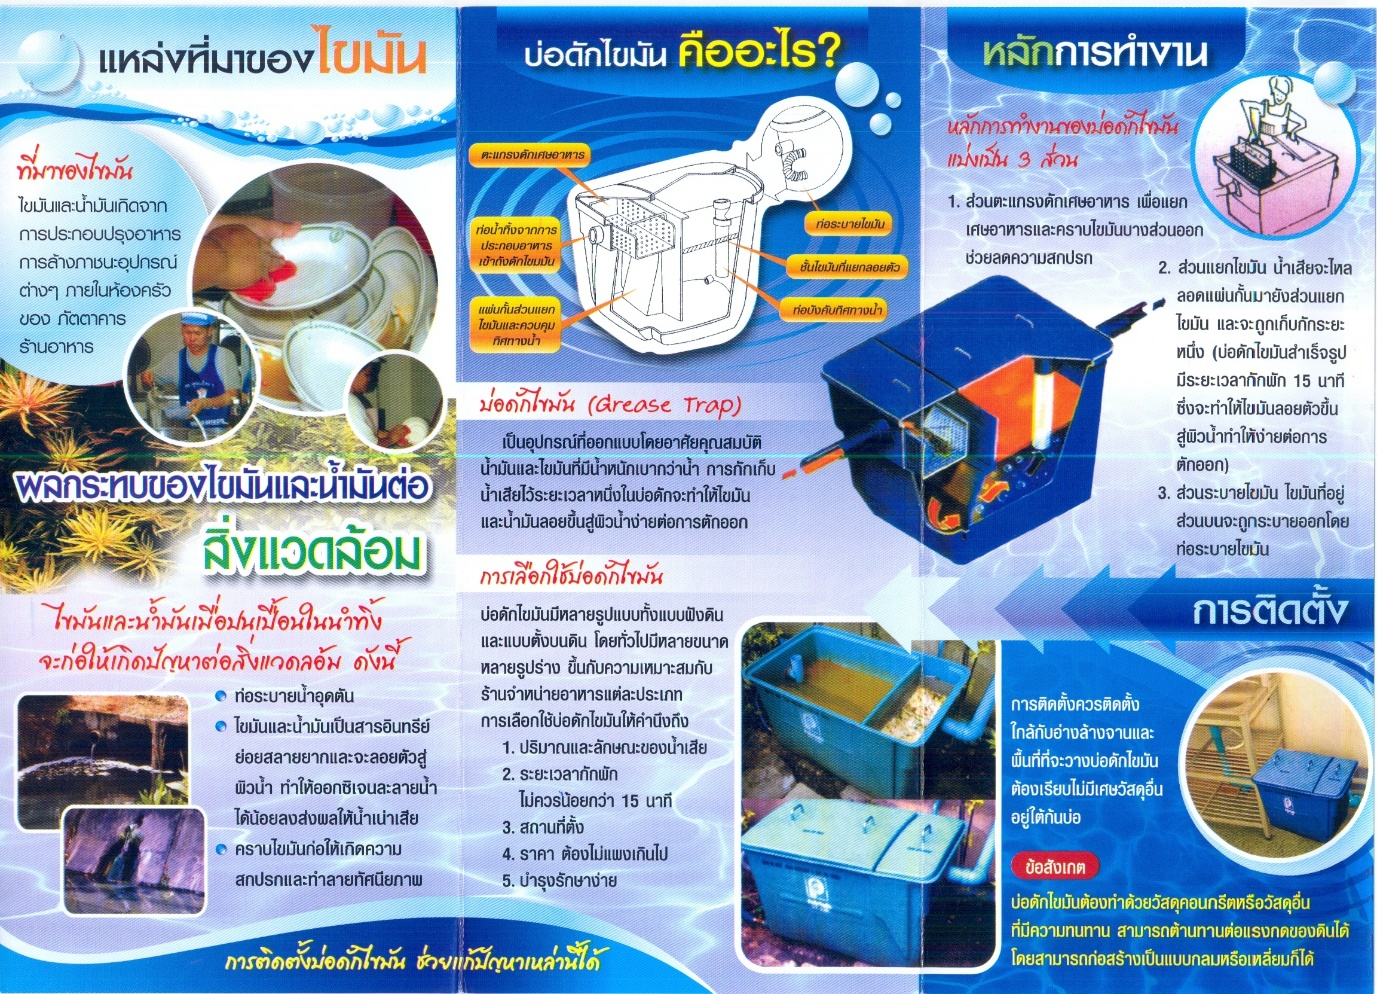 แหล่งที่มาของไขมัน
ที่มาของไขมัน
ไขมันและน้ำมันเกิดจาก
การประกอบปรุงอาหาร
การล้างภาชนะอุปกรณ์
ต่างๆ ภายในห้องครัว
ของ ภัตตาคาร
ร้านอาหาร
ผลกระทบของไขมันและน้ำมันต่อ
สิ่งแวดล้อม
ไขมันและน้ำมันเมื่อปนเปื้อนในน้ำทิ้ง
จะก่อให้เกิดปัญหาต่อสิ่งแวดล้อม ดังนี้
ท่อระบายน้ำอุดตัน
ไขมันและน้ำมันเป็นสารอินทรีย์
ย่อยสลายยากและจะลอยตัวสู่
ผิวน้ำ ทำให้ออกซิเจนละลายน้ำ
ได้น้อยลงส่งผลให้น้ำเน่าเสีย
คราบไขมันก่อให้เกิดความ
สกปรกและทำลายทัศนียภาพ
การติดตั้งบ่อดักไขมัน ช่วยแก้ปัญหาเหล่านี้ได้
บ่อดักไขมัน คืออะไร?
ตะแกรงดักเศษอาหาร
ท่อน้ำทิ้งจากการ
ประกอบอาหาร
เข้าถังดักไขมมัน
แผ่นกั้นส่วนแยก
ไขมันและควบคุม
ทิศทางน้ำ
ท่อระบายไขมัน
ชั้นไขมันที่แยกลอยตัว
ท่อบังคับทิศทางน้ำ
บ่อดักไขมัน (Grease Trap)
เป็นอุปกรณ์ที่ออกแบบโดยอาศัยคุณสมบัติ
น้ำมันและไขมันที่มีน้ำหนักเบากว่าน้ำ การกักเก็บ
น้ำเสียไว้ระยะเวลาหนึ่งในบ่อดักจะทำให้ไขมัน
และน้ำมันลอยขึ้นสู่ผิวน้ำง่ายต่อการตักออก
การเลือกใช้บ่อดักไขมัน
บ่อดักไขมันมีหลายรูปแบบทั้งแบบฝังดิน
และแบบตั้งบนดิน โดยทั่วไปมีหลายขนาด
หลายรูปร่าง ขึ้นกับความเหมาะสมกับ
ร้านจำหน่ายอาหารแต่ละประเภท
การเลือกใช้บ่อดักไขมันให้คำนึงถึง
1. ปริมาณและลักษณะของน้ำเสีย
2. ระยะเวลากักพัก
ไม่ควรน้อยกว่า 15 นาที
3. สถานที่ตั้ง
4. ราคา ต้องไม่แพงเกินไป
5. บำรุงรักษาง่าย
หลักการทำงาน
หลักการทำงานของบ่อดักไขมัน
แบ่งเป็น 3 ส่วน
1. ส่วนตะแกรงดักเศษอาหาร เพื่อแยก
เศษอาหารและคราบไขมันบางส่วนออก
ช่วยลดความสกปรก
2. ส่วนแยกไขมัน น้ำเสียจะไหล
ลอดแผ่นกั้นมายังส่วนแยก
ไขมัน และจะถูกเก็บกักระยะ
หนึ่ง (บ่อดักไขมันสำเร็จรูป
มีระยะเวลากักพัก 15 นาที
ซึ่งจะทำให้ไขมันลอยตัวขึ้น
สู่ผิวน้ำทำให้ง่ายต่อการ
ตักออก)
3. ส่วนระบายไขมัน ไขมันที่อยู่
ส่วนบนจะถูกระบายออกโดย
ท่อระบายไขมัน
การติดตั้ง
การติดตั้งควรติดตั้ง
ใกล้กับอ่างล้างจานและ
พื้นที่ที่จะวางบ่อดักไขมัน
ต้องเรียบไม่มีเศษวัสดุอื่น
อยู่ใต้ก้นบ่อ
ข้อสังเกต
บ่อดักไขมันต้องทำด้วยวัสดุคอนกรีตหรือวัสดุอื่น
ที่มีความทนทาน สามารถต้านทานต่อแรงกดของดินได้
โดยสามารถก่อสร้างเป็นแบบกลมหรือเหลี่ยมก็ได้